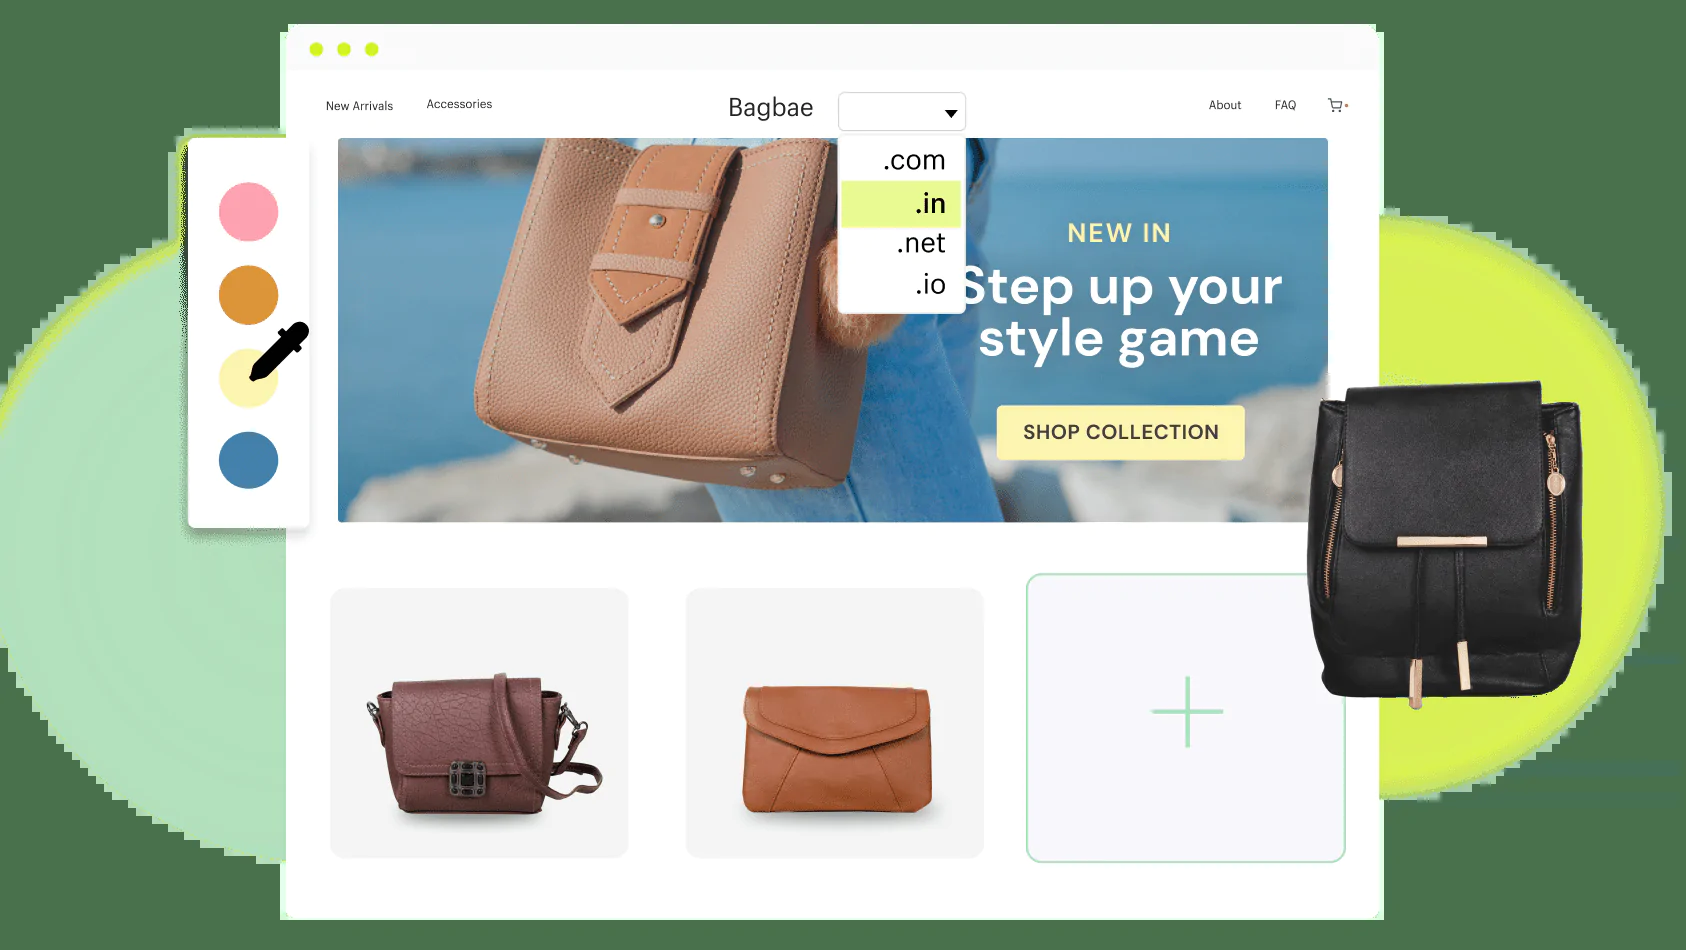 New Arrivals
Accessories
Bagbae
About
FAQ
.com
.in
.net
.io
NEW IN
Step up your
style game
SHOP COLLECTION